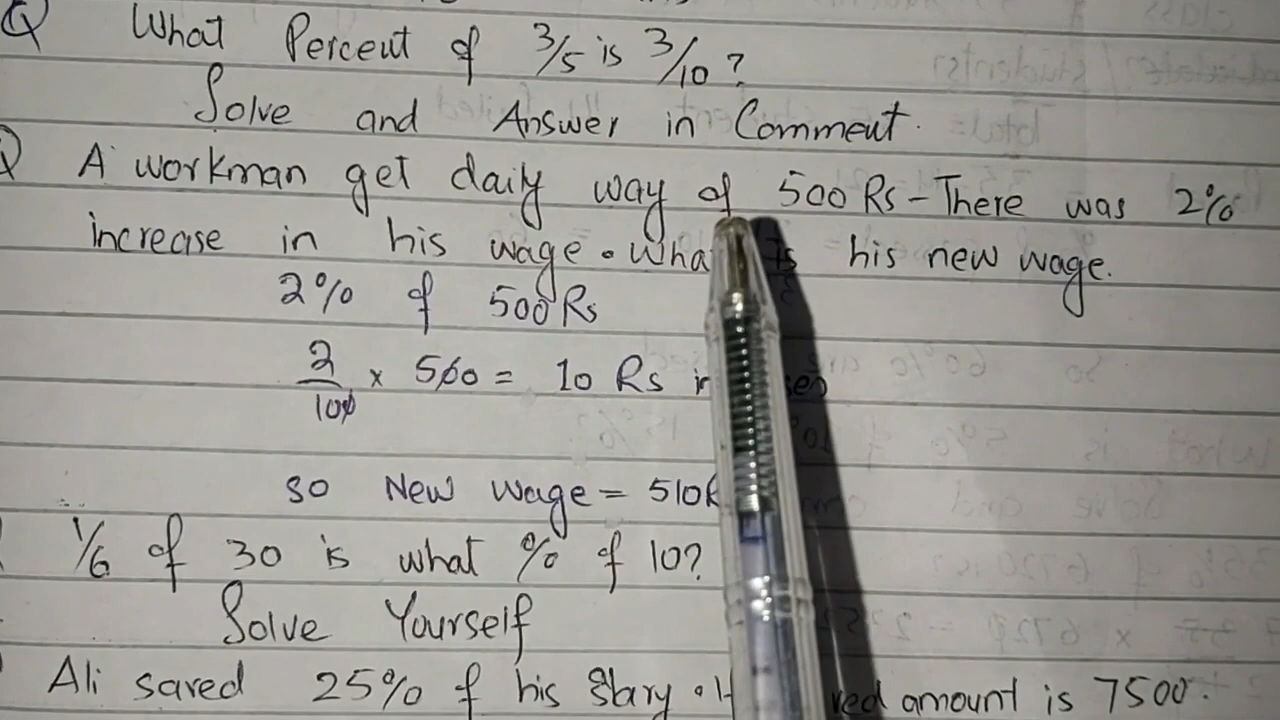 Q What Percent of 3/5 is 3/10 ?
Solve and Answer in Comment.
Q A workman get daily way of 500 Rs - There was 2%
increase in his wage. What is his new wage.
2% of 500 Rs
2/100 x 500 = 10 Rs
so New wage = 510
1/6 of 30 is what % of 10?
Solve Yourself
Ali saved 25% of his Slary. amount is 7500.